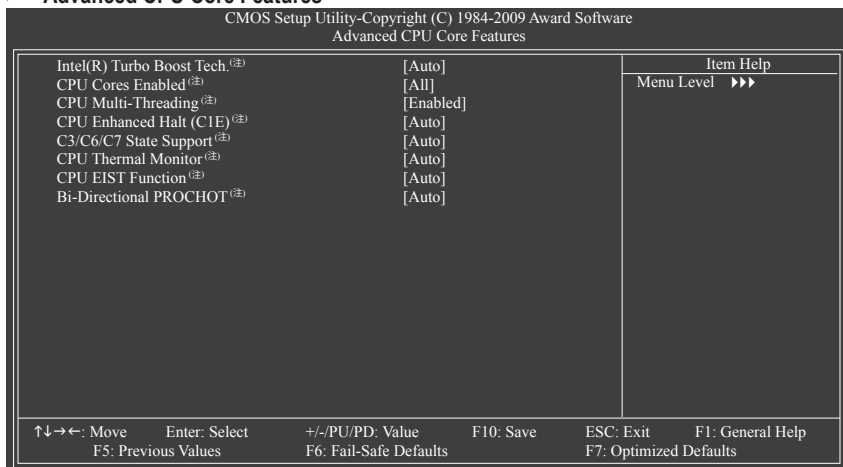 Advanced CPU Core Features
CMOS Setup Utility-Copyright (C) 1984-2009 Award Software
Advanced CPU Core Features
Intel(R) Turbo Boost Tech.(注) [Auto]
CPU Cores Enabled (注) [All]
CPU Multi-Threading (注) [Enabled]
CPU Enhanced Halt (C1E) (注) [Auto]
C3/C6/C7 State Support (注) [Auto]
CPU Thermal Monitor (注) [Auto]
CPU EIST Function (注) [Auto]
Bi-Directional PROCHOT (注) [Auto]
Item Help
Menu Level ►►►
↑↓→←: Move Enter: Select +/-/PU/PD: Value F10: Save ESC: Exit F1: General Help
F5: Previous Values F6: Fail-Safe Defaults F7: Optimized Defaults